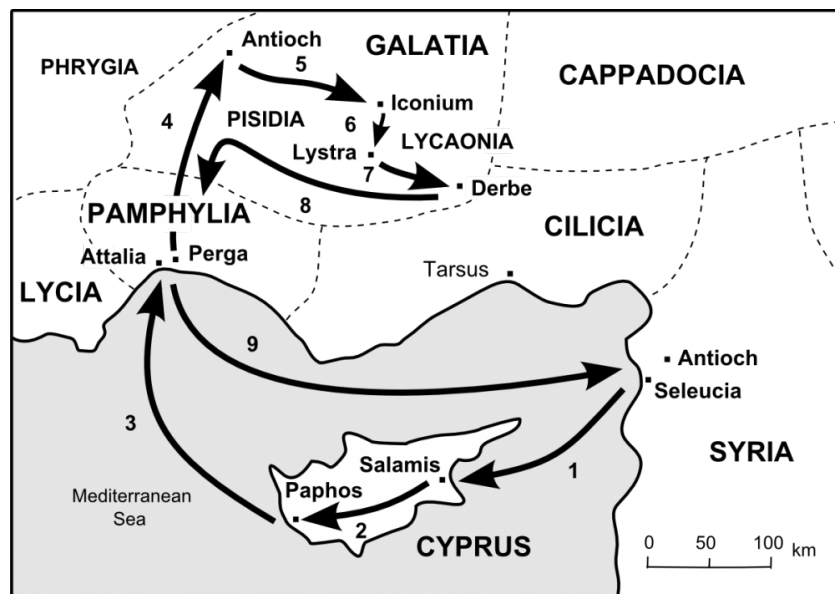 Antioch
GALATIA
5
PHRYGIA
CAPPADOCIA
Iconium
4
PISIDIA
6
LYCAONIA
Lystra
7
Derbe
8
PAMPHYLIA
CILICIA
Attalia
Perga
Tarsus
LYCIA
9
Antioch
Seleucia
3
SYRIA
Salamis
1
Paphos
Mediterranean
Sea
2
CYPRUS
0 50 100 km